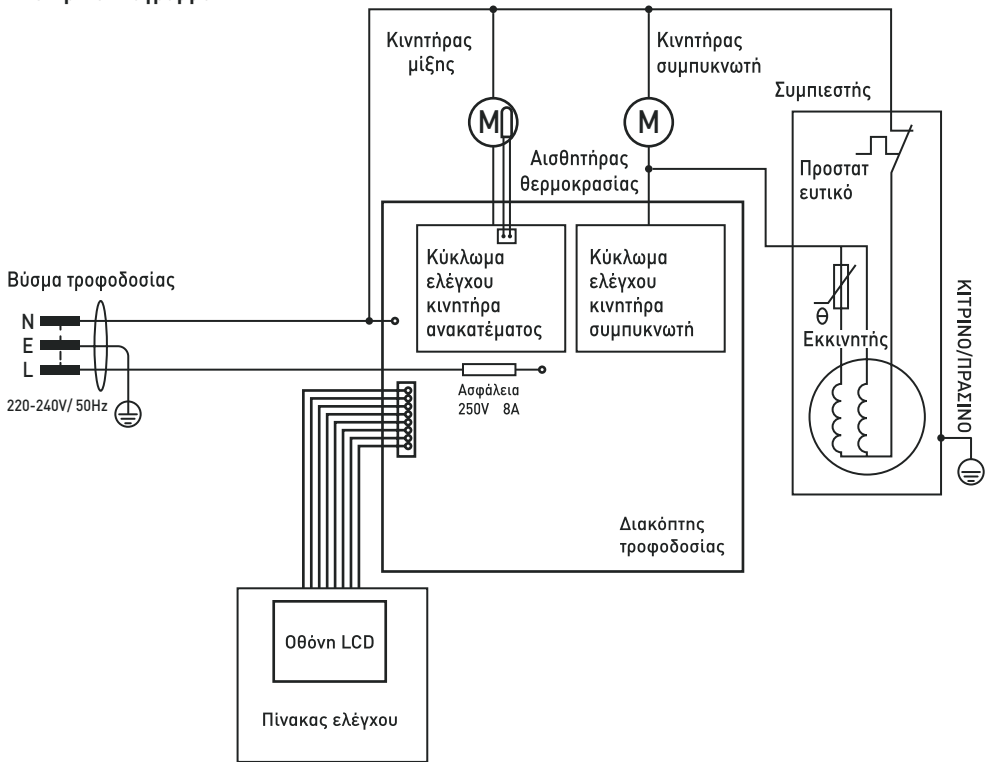 Κινητήρας
μίξης
Κινητήρας
συμπυκνωτή
Συμπιεστής
M
M
Αισθητήρας
θερμοκρασίας
Προστατ
ευτικό
Κύκλωμα
ελέγχου
κινητήρα
ανακατέματος
Κύκλωμα
ελέγχου
κινητήρα
συμπυκνωτή
Βύσμα τροφοδοσίας
N
E
L
220-240V/ 50Hz
θ
Εκκινητής
ΚΙΤΡΙΝΟ/ΠΡΑΣΙΝΟ
Ασφάλεια
250V 8A
Διακόπτης
τροφοδοσίας
Οθόνη LCD
Πίνακας ελέγχου